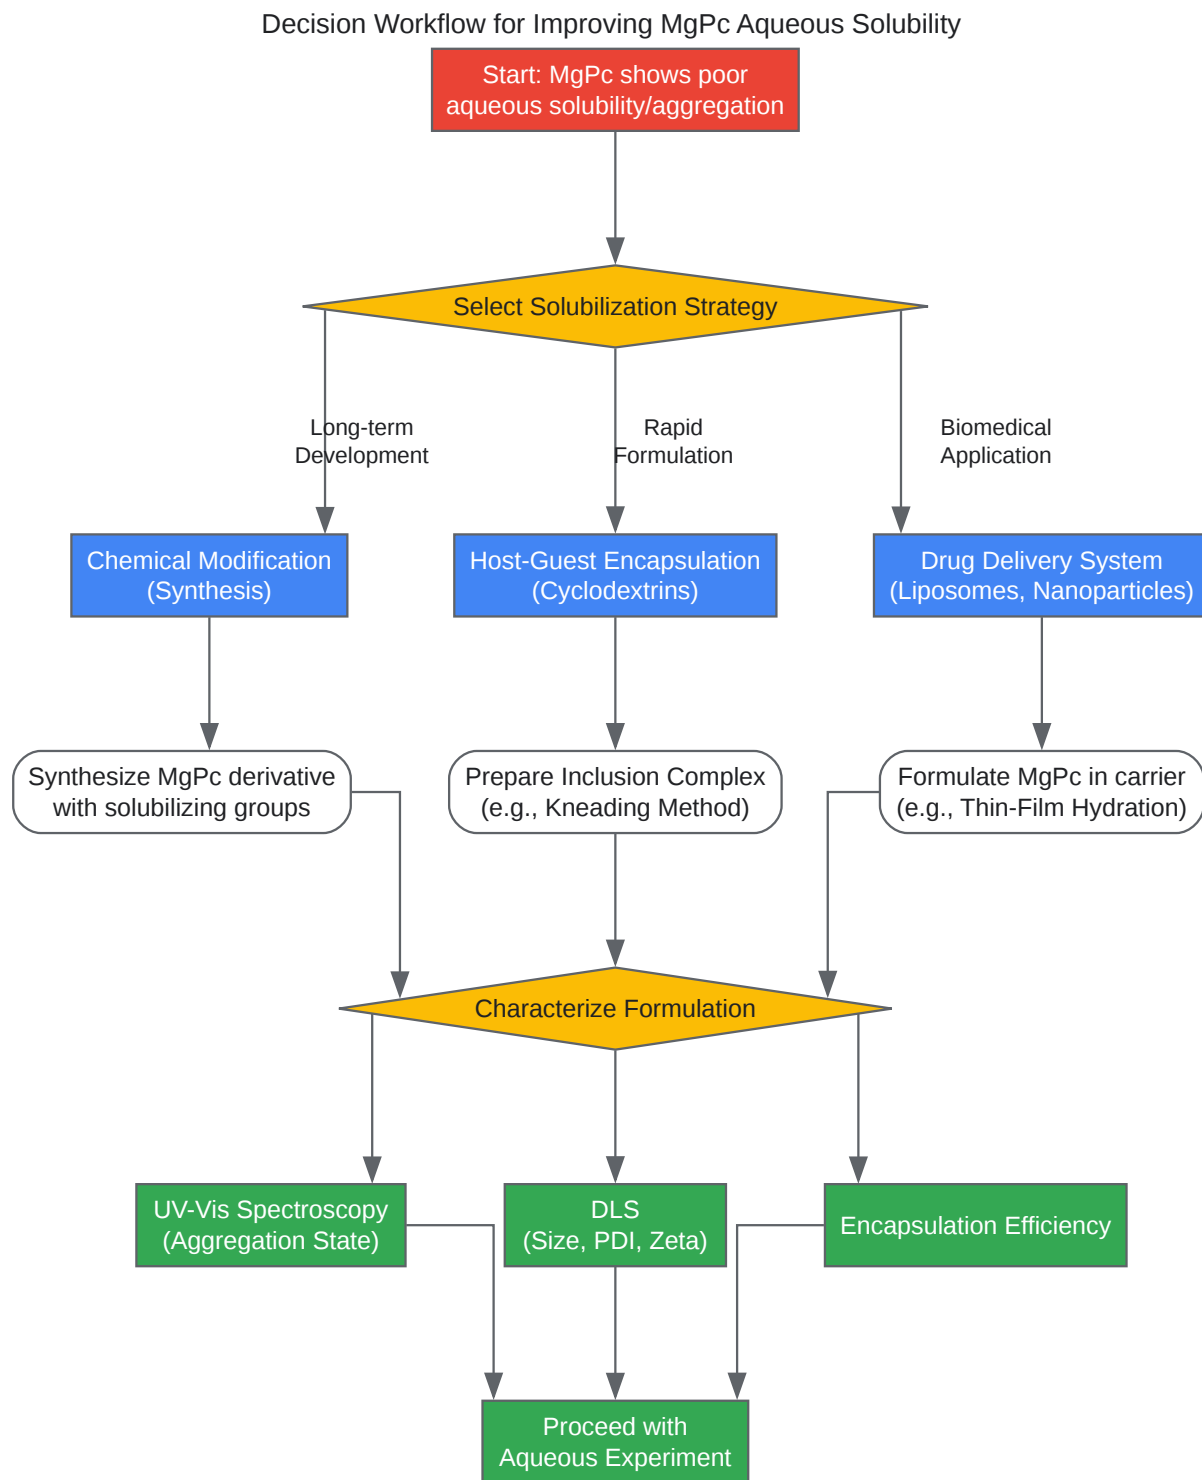 Decision Workflow for Improving MgPc Aqueous Solubility
Start: MgPc shows poor
aqueous solubility/aggregation
Select Solubilization Strategy
Long-term
Development
Rapid
Formulation
Biomedical
Application
Chemical Modification
(Synthesis)
Host-Guest Encapsulation
(Cyclodextrins)
Drug Delivery System
(Liposomes, Nanoparticles)
Synthesize MgPc derivative
with solubilizing groups
Prepare Inclusion Complex
(e.g., Kneading Method)
Formulate MgPc in carrier
(e.g., Thin-Film Hydration)
Characterize Formulation
UV-Vis Spectroscopy
(Aggregation State)
DLS
(Size, PDI, Zeta)
Encapsulation Efficiency
Proceed with
Aqueous Experiment